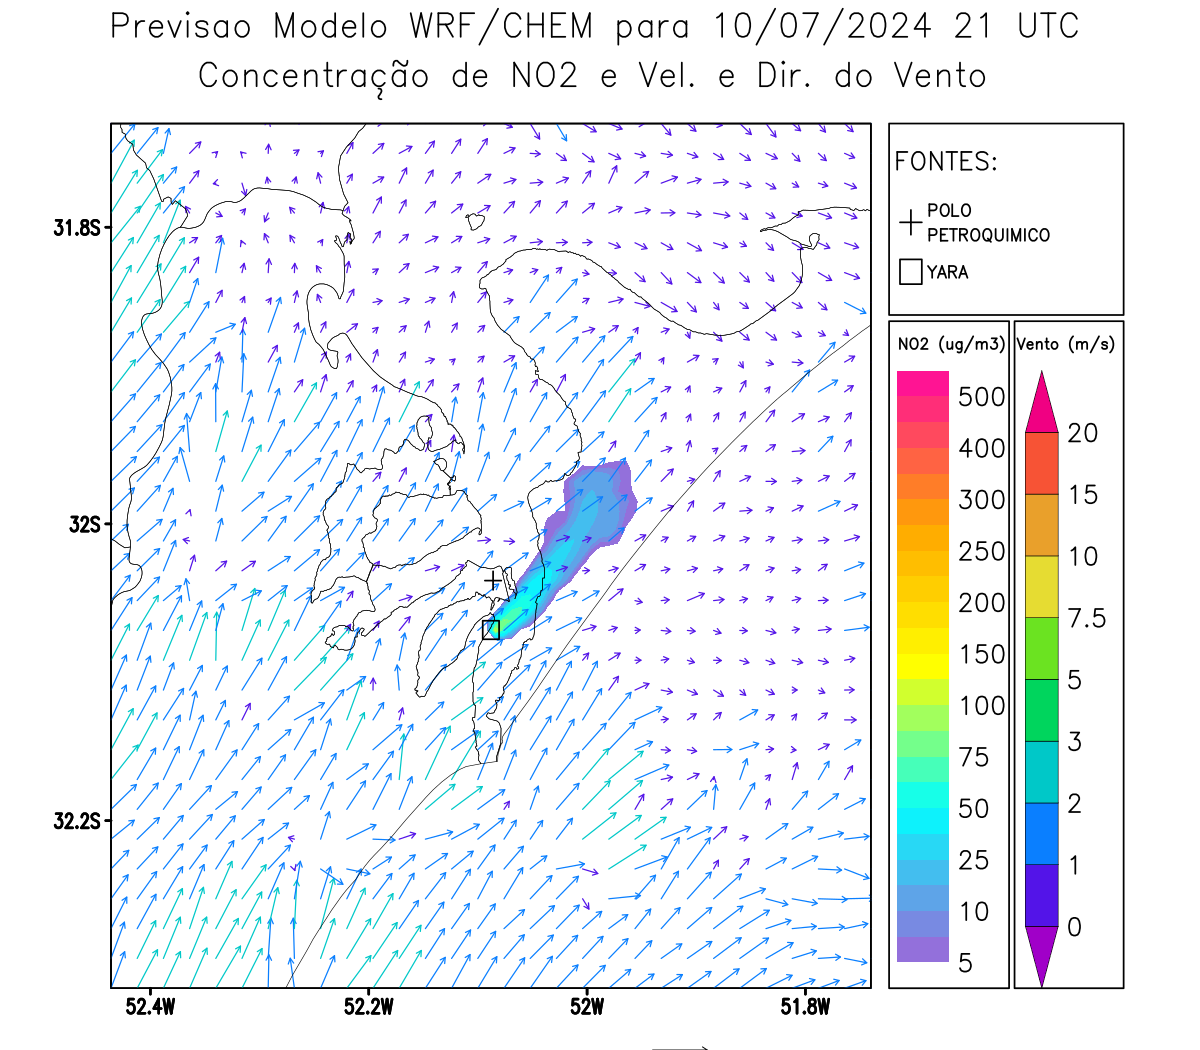 Previsao Modelo WRF/CHEM para 10/07/2024 21 UTC
Concentração de NO2 e Vel. e Dir. do Vento
FONTES:
POLO
PETROQUIMICO
YARA
NO2 (ug/m3)
500
400
300
250
200
150
100
75
50
25
10
5
Vento (m/s)
20
15
10
7.5
5
3
2
1
0
31.8S
32S
32.2S
52.4W
52.2W
52W
51.8W